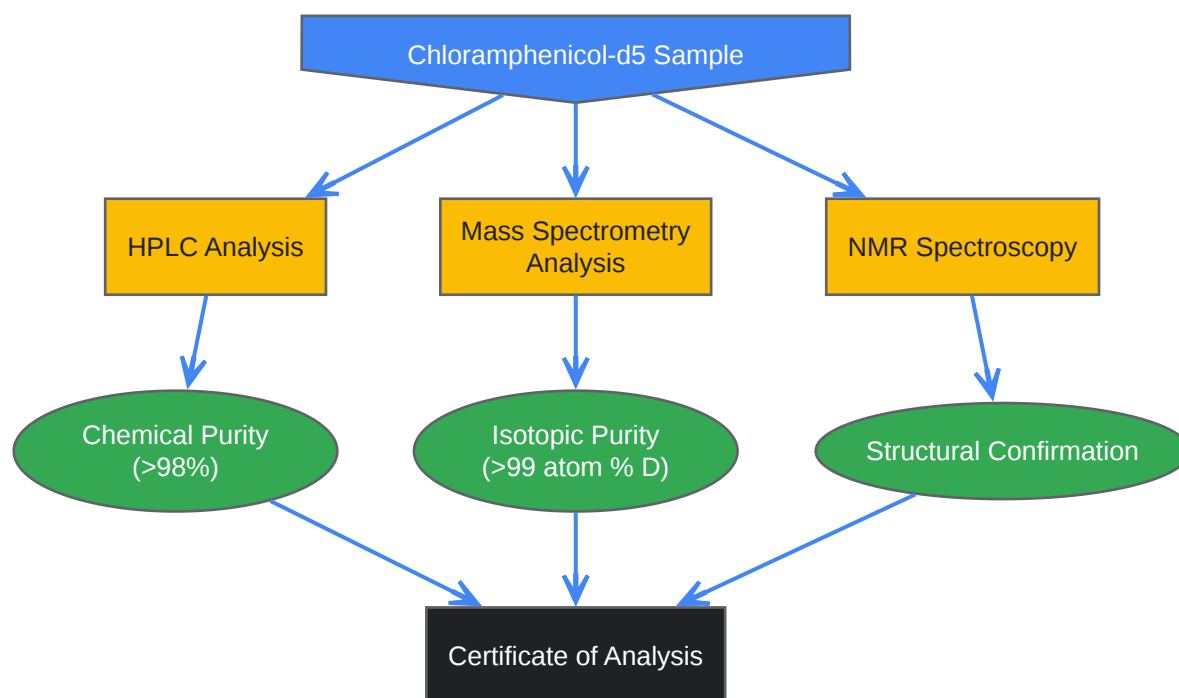 Chloramphenicol-d5 Sample
HPLC Analysis
Mass Spectrometry
Analysis
NMR Spectroscopy
Chemical Purity
(>98%)
Isotopic Purity
(>99 atom % D)
Structural Confirmation
Certificate of Analysis